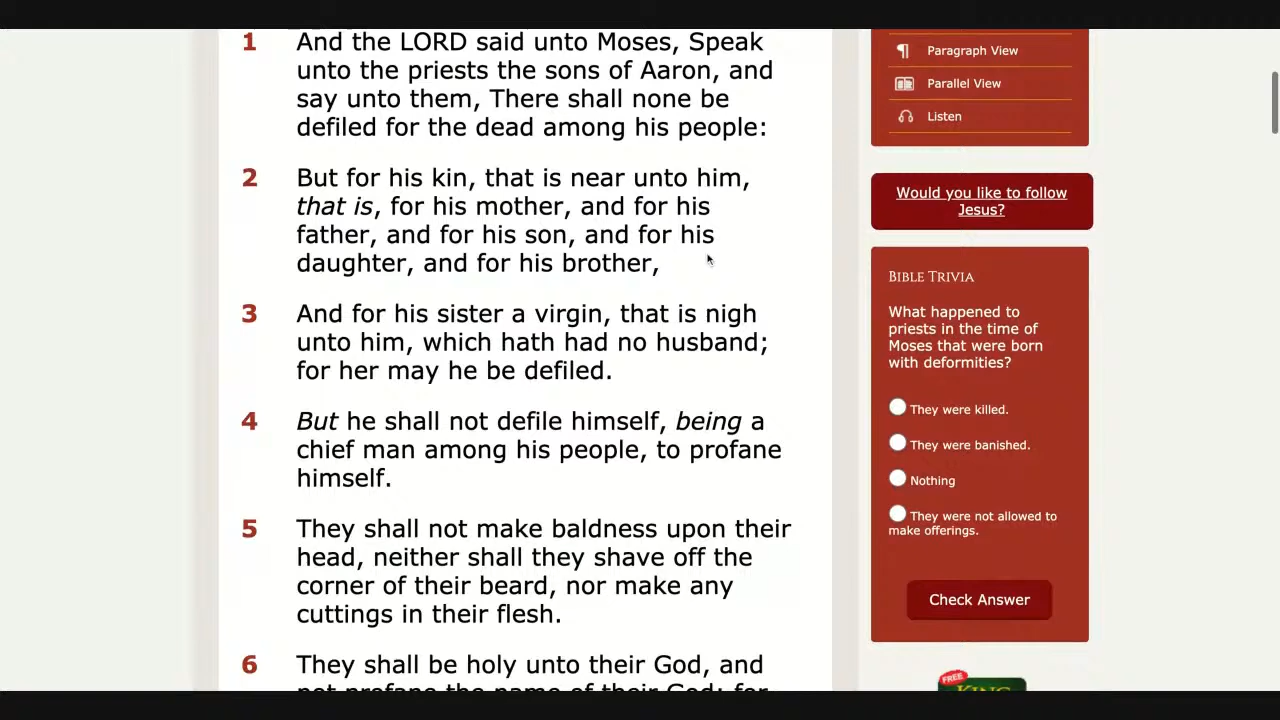 1 And the LORD said unto Moses, Speak
unto the priests the sons of Aaron, and
say unto them, There shall none be
defiled for the dead among his people:
2 But for his kin, that is near unto him,
that is, for his mother, and for his
father, and for his son, and for his
daughter, and for his brother,
3 And for his sister a virgin, that is nigh
unto him, which hath had no husband;
for her may he be defiled.
4 But he shall not defile himself, being a
chief man among his people, to profane
himself.
5 They shall not make baldness upon their
head, neither shall they shave off the
corner of their beard, nor make any
cuttings in their flesh.
6 They shall be holy unto their God, and
not profane the name of their God: for
Paragraph View
Parallel View
Listen
Would you like to follow
Jesus?
BIBLE TRIVIA
What happened to
priests in the time of
Moses that were born
with deformities?
They were killed.
They were banished.
Nothing
They were not allowed to
make offerings.
Check Answer
FREE
KING